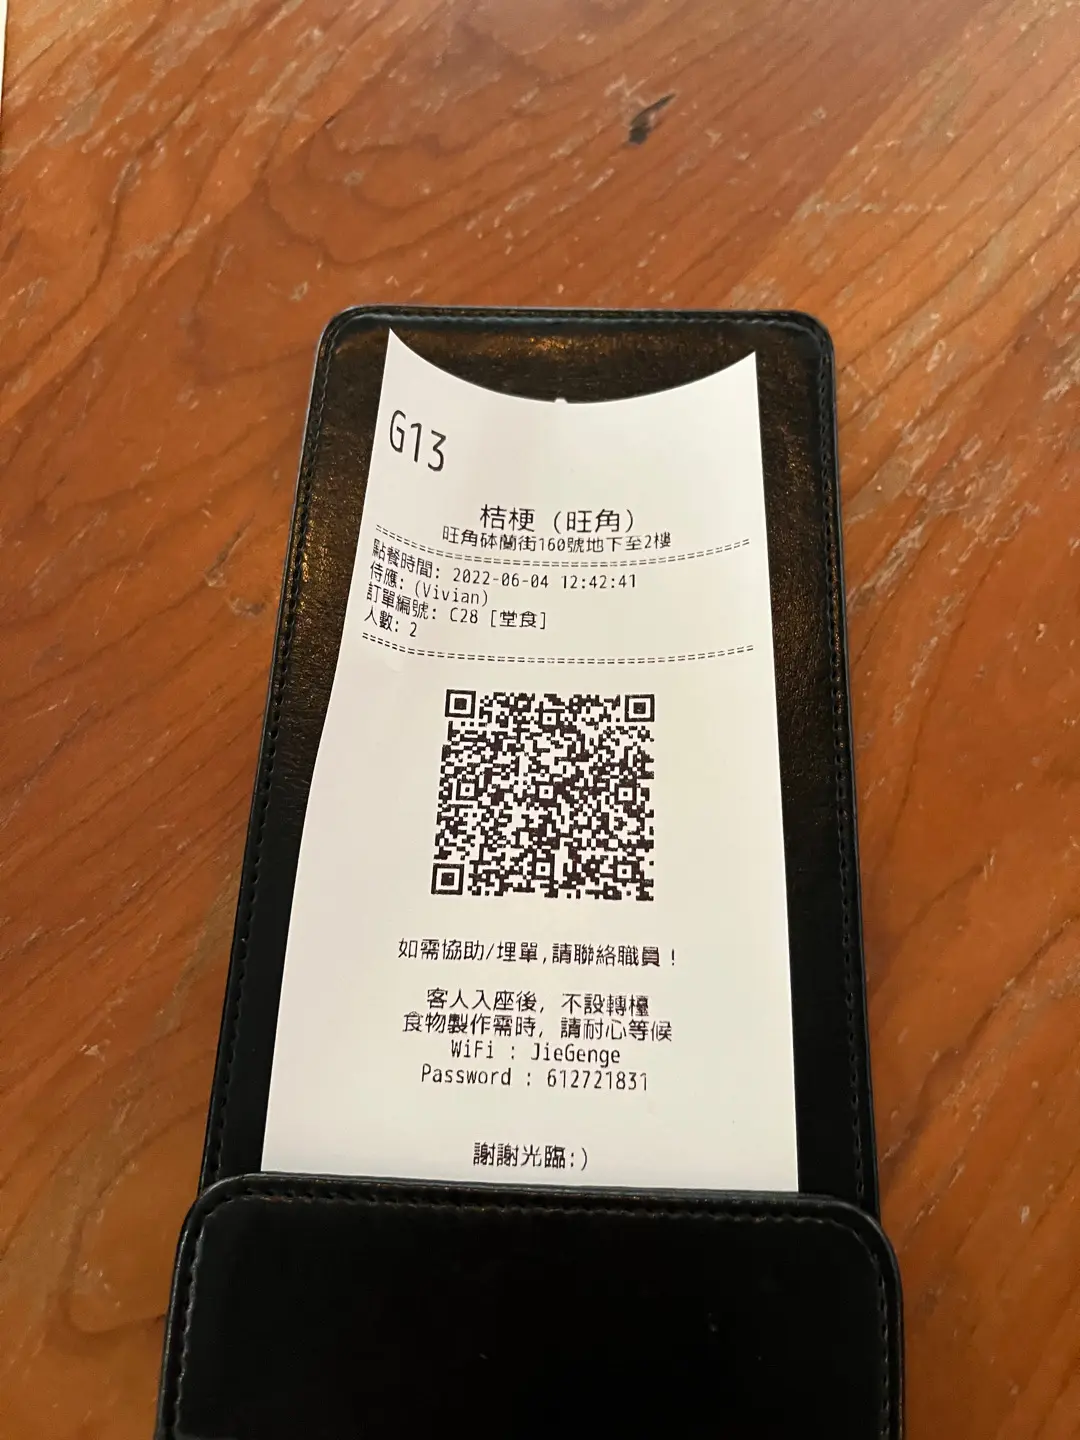 G13
桔梗 (旺角)
旺角砵蘭街160號地下至2樓
點餐時間: 2022-06-04 12:42:41
侍應: (Vivian)
訂單編號: C28 [堂食]
人數: 2
如需協助/埋單,請聯絡職員!
客人入座後, 不設轉檯
食物製作需時, 請耐心等候
WiFi : JieGenge
Password : 612721831
謝謝光臨:)